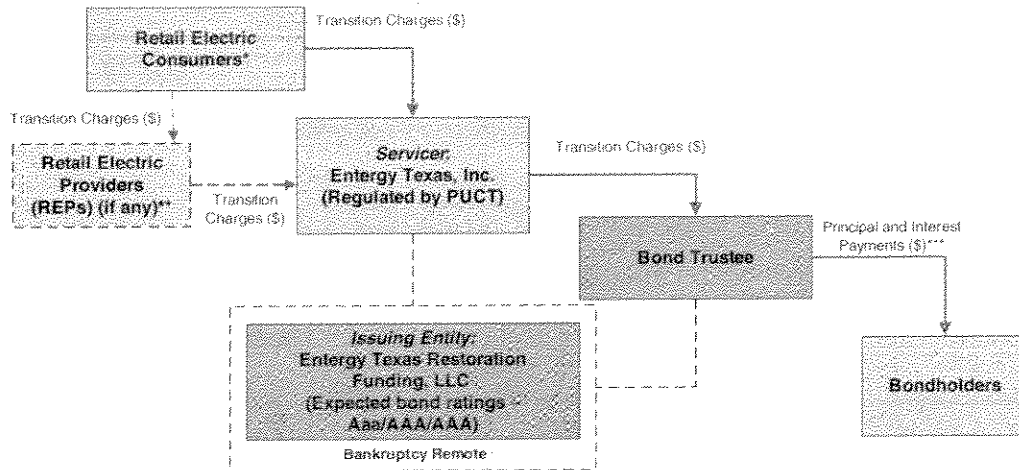 Transition Charges ($)
Retail Electric
Consumers*
Transition Charges ($)
Retail Electric
Providers
(REPs) (if any)**
Transition
Charges ($)
Servicer:
Entergy Texas, Inc.
(Regulated by PUCT)
Transition Charges ($)
Bond Trustee
Principal and Interest
Payments ($)***
Issuing Entity:
Entergy Texas Restoration
Funding, LLC
(Expected bond ratings –
Aaa/AAA/AAA)
Bankruptcy Remote
Bondholders